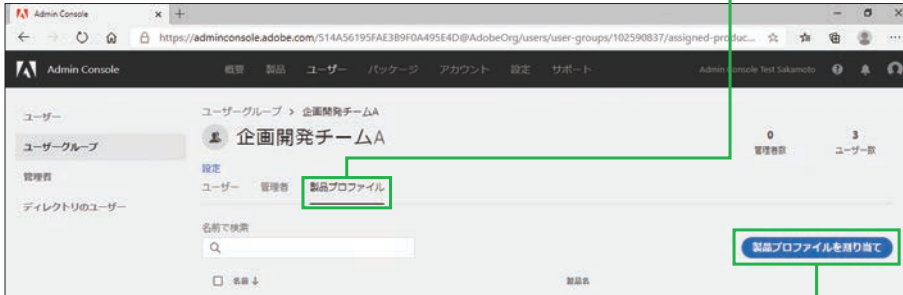 Admin Console
https://adminconsole.adobe.com/514A56195FAE3B9F0A495E4D@AdobeOrg/users/user-groups/102590837/assigned-produc...
Admin Console 概要 製品 ユーザー パッケージ アカウント 設定 サポート Admin Console Test Sakamoto
ユーザー
ユーザーグループ
管理者
ディレクトリのユーザー
ユーザーグループ > 企画開発チームA
企画開発チームA
0 3
管理者数 ユーザー数
設定
ユーザー 管理者 製品プロファイル
名前で検索
製品プロファイルを割り当て
名前 ↓ 製品名